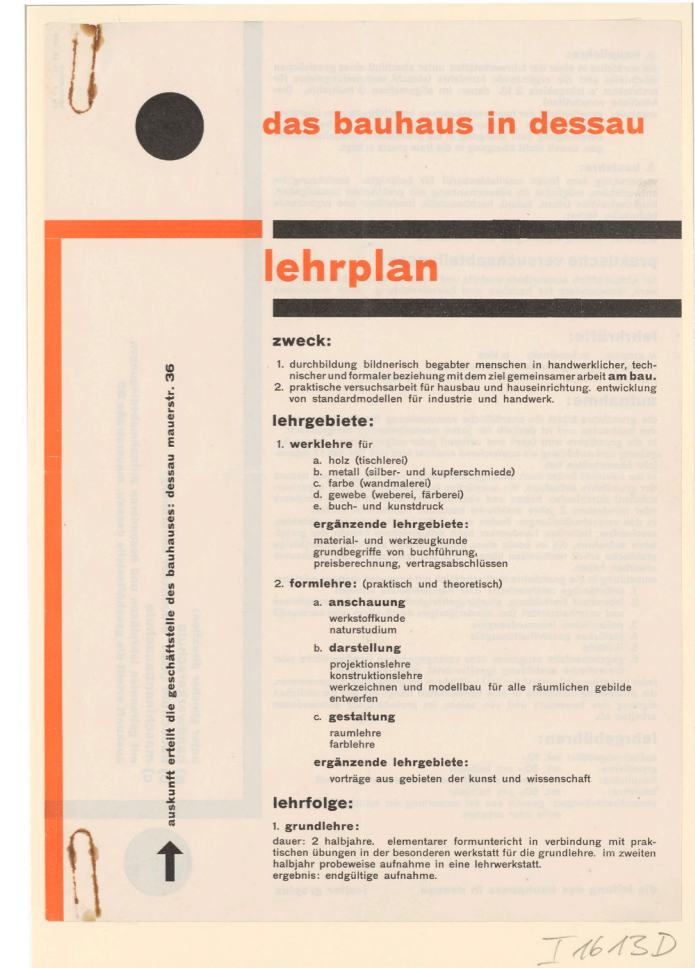 das bauhaus in dessau
lehrplan
zweck:
1. durchbildung bildnerisch begabter menschen in handwerklicher, tech-
nischer und formaler beziehung mit dem ziel gemeinsamer arbeit am bau.
2. praktische versuchsarbeit für hausbau und hauseinrichtung. entwicklung
von standardmodellen für industrie und handwerk.
lehrgebiete:
1. werklehre für
a. holz (tischlerei)
b. metall (silber- und kupferschmiede)
c. farbe (wandmalerei)
d. gewebe (weberei, färberei)
e. buch- und kunstdruck
ergänzende lehrgebiete:
material- und werkzeugkunde
grundbegriffe von buchführung,
preisberechnung, vertragsabschlüssen
2. formlehre: (praktisch und theoretisch)
a. anschauung
werkstoffkunde
naturstudium
b. darstellung
projektionslehre
konstruktionslehre
werkzeichnen und modellbau für alle räumlichen gebilde
entwerfen
c. gestaltung
raumlehre
farblehre
ergänzende lehrgebiete:
vorträge aus gebieten der kunst und wissenschaft
lehrfolge:
1. grundlehre:
dauer: 2 halbjahre. elementarer formuntericht in verbindung mit prak-
tischen übungen in der besonderen werkstatt für die grundlehre. im zweiten
halbjahr probeweise aufnahme in eine lehrwerkstatt.
ergebnis: endgültige aufnahme.
auskunft erteilt die geschäftstelle des bauhauses: dessau mauerstr. 36
I 1613 D